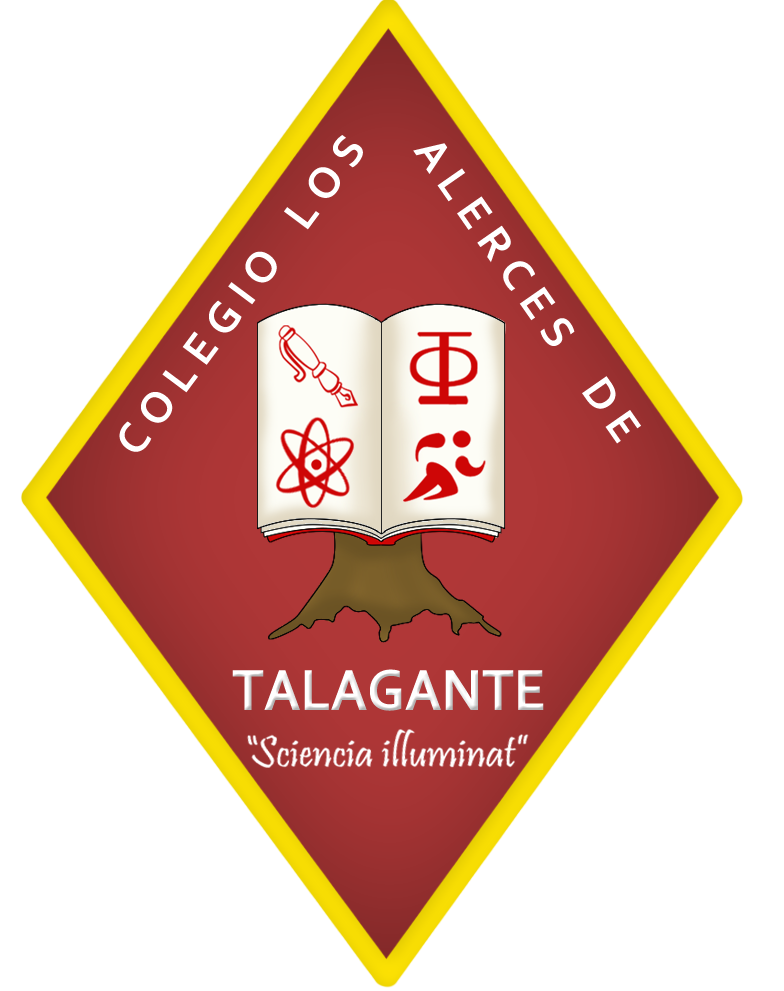 COLEGIO LOS ALERCES DE
Φ
TALAGANTE
"Sciencia illuminat"